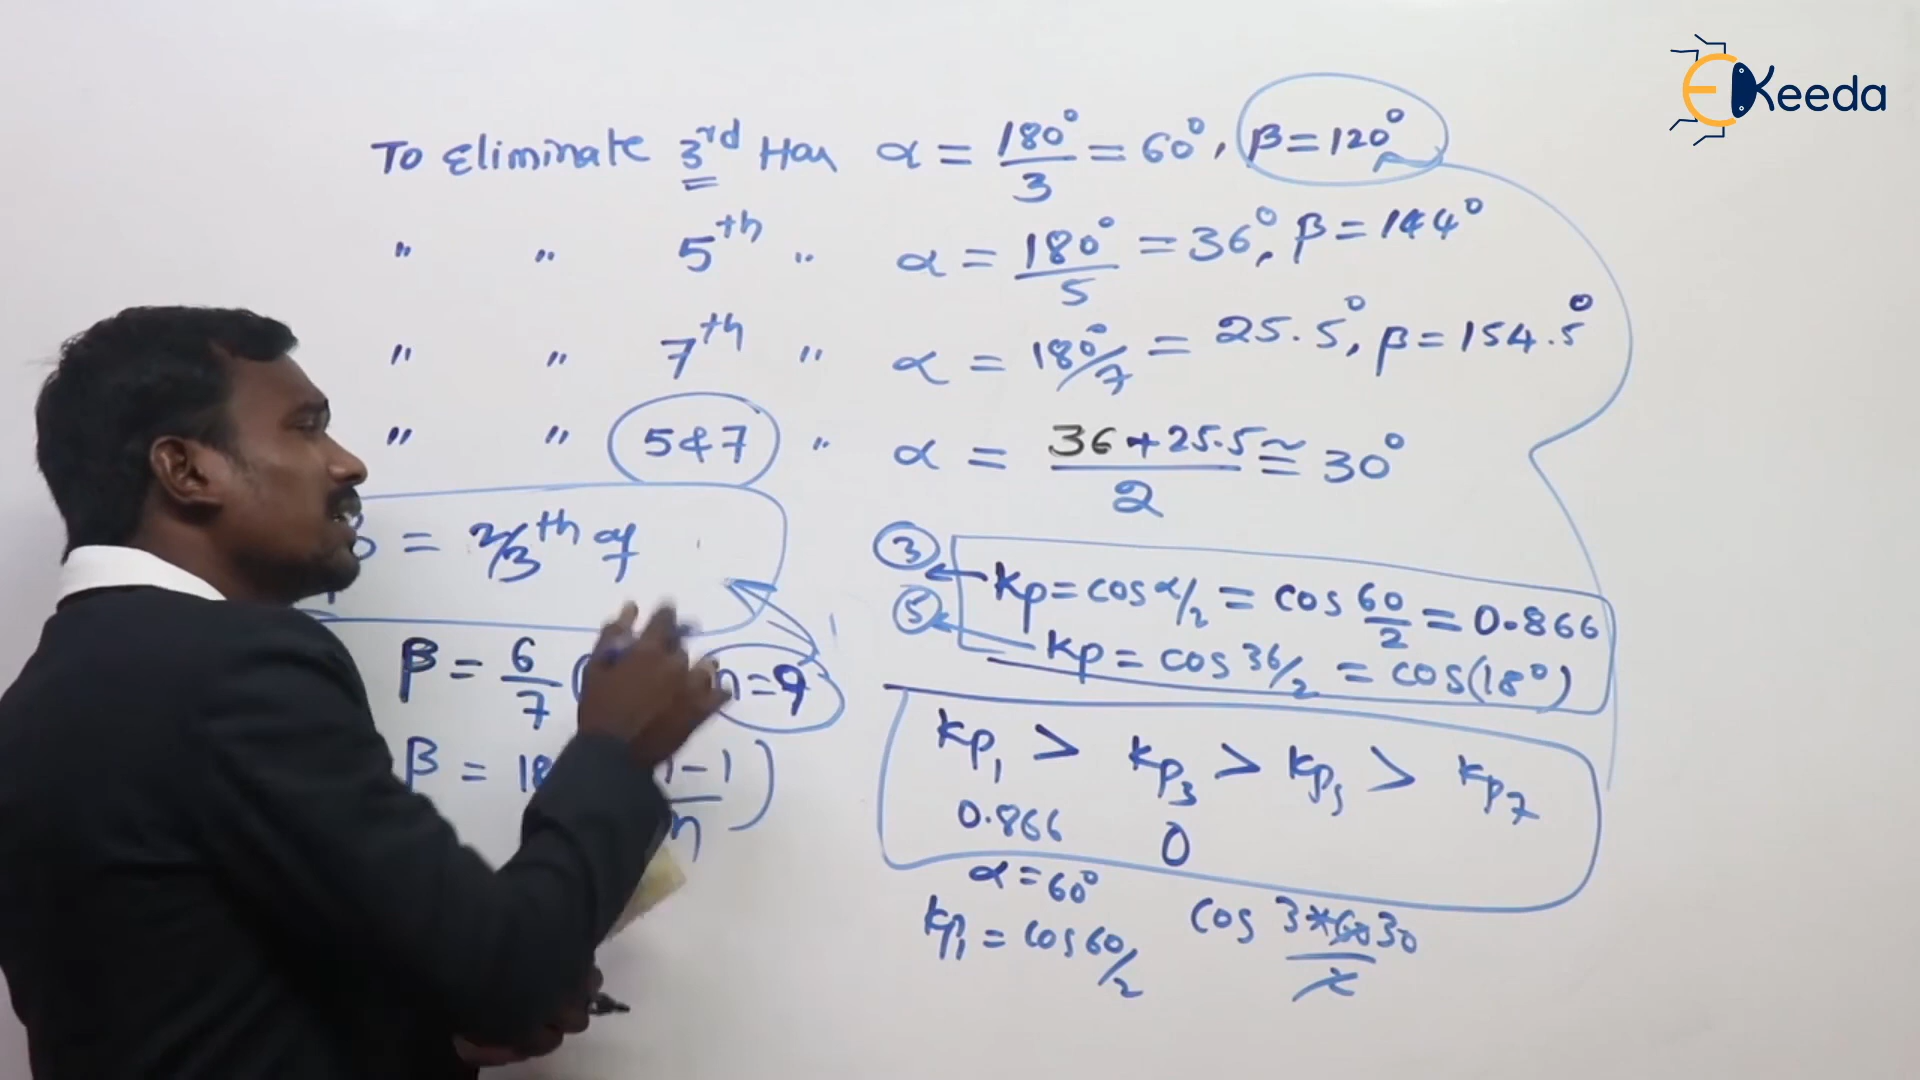 EKeeda
To Eliminate 3rd Har α = 180°/3 = 60°, β = 120°
" " 5th " α = 180°/5 = 36°, β = 144°
" " 7th " α = 180°/7 = 25.5°, β = 154.5°
" " 5&7 " α = 36+25.5/2 ≅ 30°
= 2/3th of
③ kp = cos α/2 = cos 60/2 = 0.866
⑤ kp = cos 36/2 = cos(18°)
β = 6/7 ( n=9
β = 18 n-1/n )
kp1 > kp3 > kp5 > kp7
0.866 0
α = 60°
kp1 = cos 60/2
cos 3*60 30/2